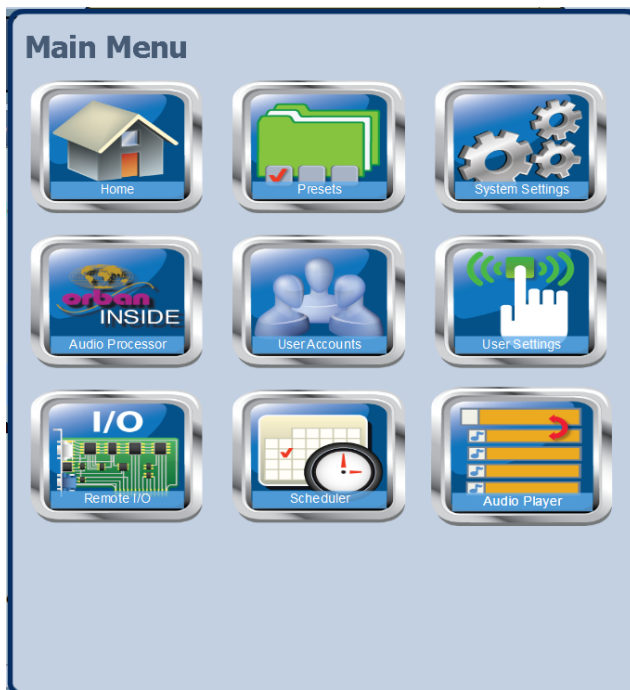 Main Menu
Home
Presets
System Settings
orban
INSIDE
Audio Processor
User Accounts
User Settings
I/O
Remote I/O
Scheduler
Audio Player